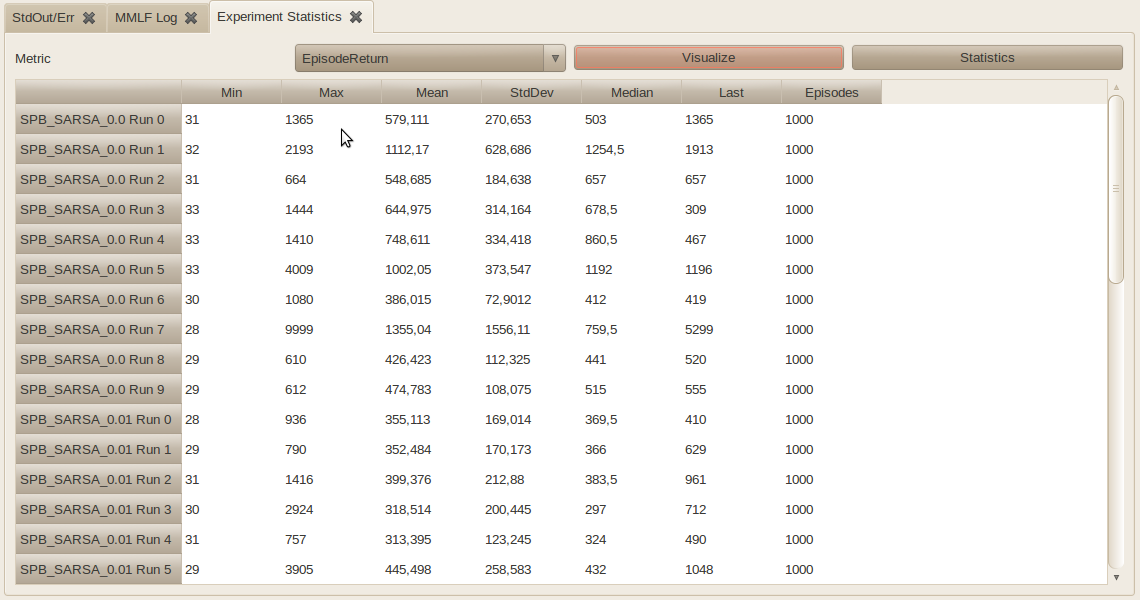 StdOut/Err MMLF Log Experiment Statistics
Metric EpisodeReturn Visualize Statistics
Min Max Mean StdDev Median Last Episodes
SPB_SARSA_0.0 Run 0 31 1365 579,111 270,653 503 1365 1000
SPB_SARSA_0.0 Run 1 32 2193 1112,17 628,686 1254,5 1913 1000
SPB_SARSA_0.0 Run 2 31 664 548,685 184,638 657 657 1000
SPB_SARSA_0.0 Run 3 33 1444 644,975 314,164 678,5 309 1000
SPB_SARSA_0.0 Run 4 33 1410 748,611 334,418 860,5 467 1000
SPB_SARSA_0.0 Run 5 33 4009 1002,05 373,547 1192 1196 1000
SPB_SARSA_0.0 Run 6 30 1080 386,015 72,9012 412 419 1000
SPB_SARSA_0.0 Run 7 28 9999 1355,04 1556,11 759,5 5299 1000
SPB_SARSA_0.0 Run 8 29 610 426,423 112,325 441 520 1000
SPB_SARSA_0.0 Run 9 29 612 474,783 108,075 515 555 1000
SPB_SARSA_0.01 Run 0 28 936 355,113 169,014 369,5 410 1000
SPB_SARSA_0.01 Run 1 29 790 352,484 170,173 366 629 1000
SPB_SARSA_0.01 Run 2 31 1416 399,376 212,88 383,5 961 1000
SPB_SARSA_0.01 Run 3 30 2924 318,514 200,445 297 712 1000
SPB_SARSA_0.01 Run 4 31 757 313,395 123,245 324 490 1000
SPB_SARSA_0.01 Run 5 29 3905 445,498 258,583 432 1048 1000